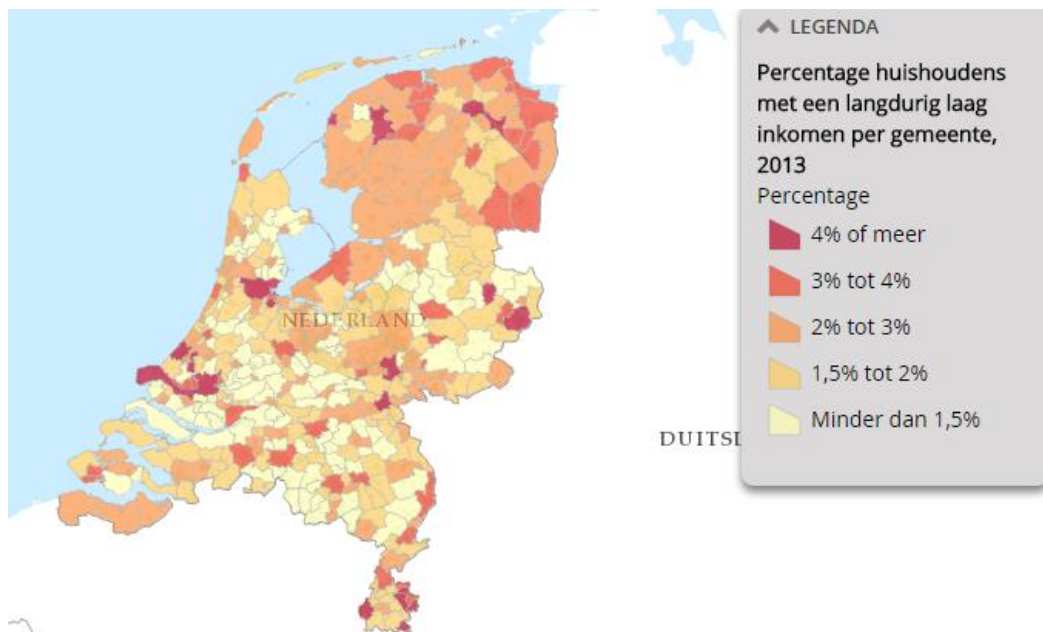 LEGENDA
Percentage huishoudens
met een langdurig laag
inkomen per gemeente,
2013
Percentage
4% of meer
3% tot 4%
2% tot 3%
1,5% tot 2%
Minder dan 1,5%
NEDERLAND
DUITSL